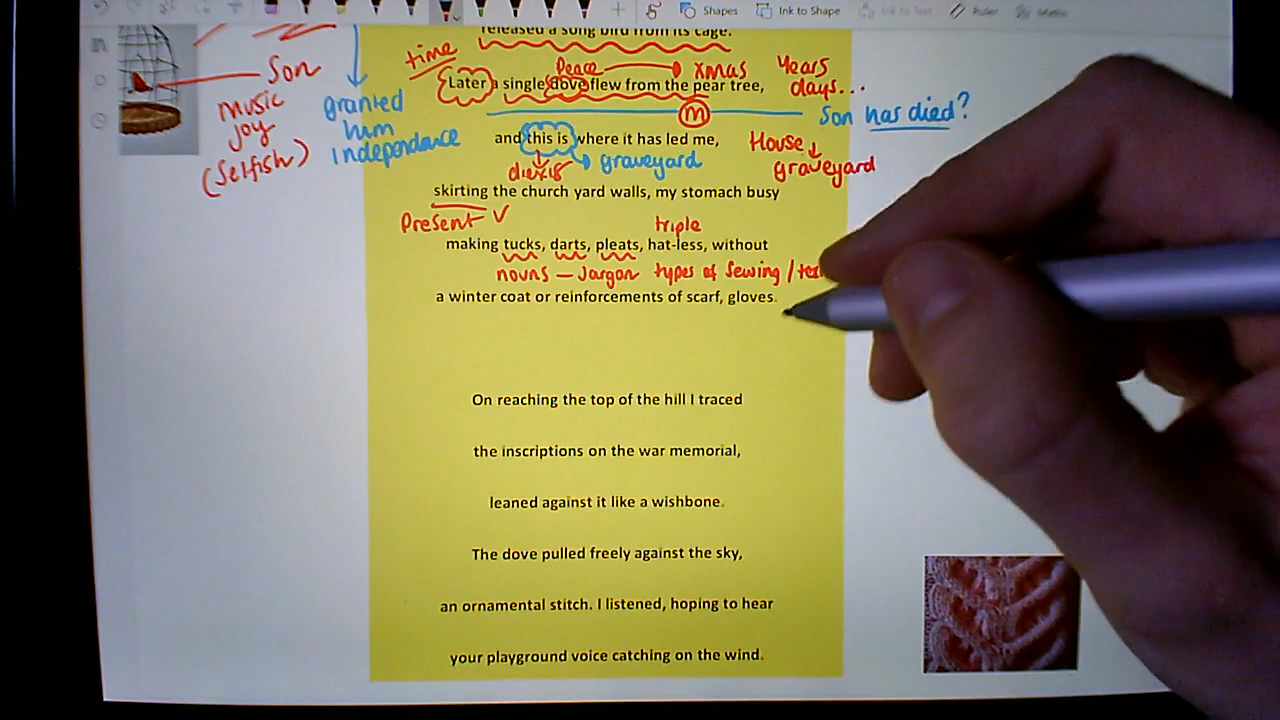 Shapes
Ink to Shape
Ink to Text
Ruler
Maths
released a song bird from its cage.
time
Peace
xmas
Years
days...
Later a single dove flew from the pear tree,
m
Son has died?
Son
music
joy
(Selfish)
granted
him
independance
and this is where it has led me,
diexis
graveyard
House
graveyard
skirting the church yard walls, my stomach busy
Present
triple
making tucks, darts, pleats, hat-less, without
nouns — Jargon types of Sewing /
a winter coat or reinforcements of scarf, gloves.
On reaching the top of the hill I traced
the inscriptions on the war memorial,
leaned against it like a wishbone.
The dove pulled freely against the sky,
an ornamental stitch. I listened, hoping to hear
your playground voice catching on the wind.